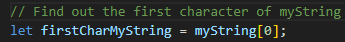 // Find out the first character of myString
let firstCharMyString = myString[0];